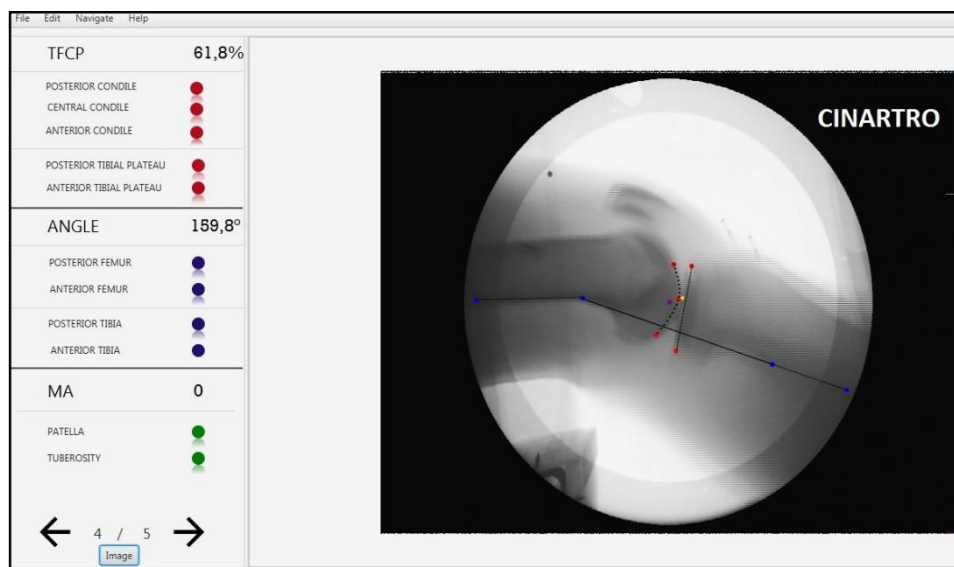 File Edit Navigate Help
TFCP 61,8%
POSTERIOR CONDILE
CENTRAL CONDILE
ANTERIOR CONDILE
POSTERIOR TIBIAL PLATEAU
ANTERIOR TIBIAL PLATEAU
ANGLE 159,8º
POSTERIOR FEMUR
ANTERIOR FEMUR
POSTERIOR TIBIA
ANTERIOR TIBIA
MA 0
PATELLA
TUBEROSITY
4 / 5
Image
CINARTRO